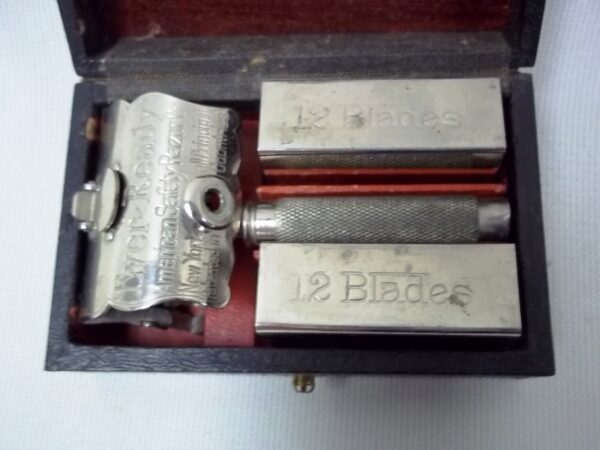 Ever-Ready
American Safety Razor
New York
12 Blades
12 Blades